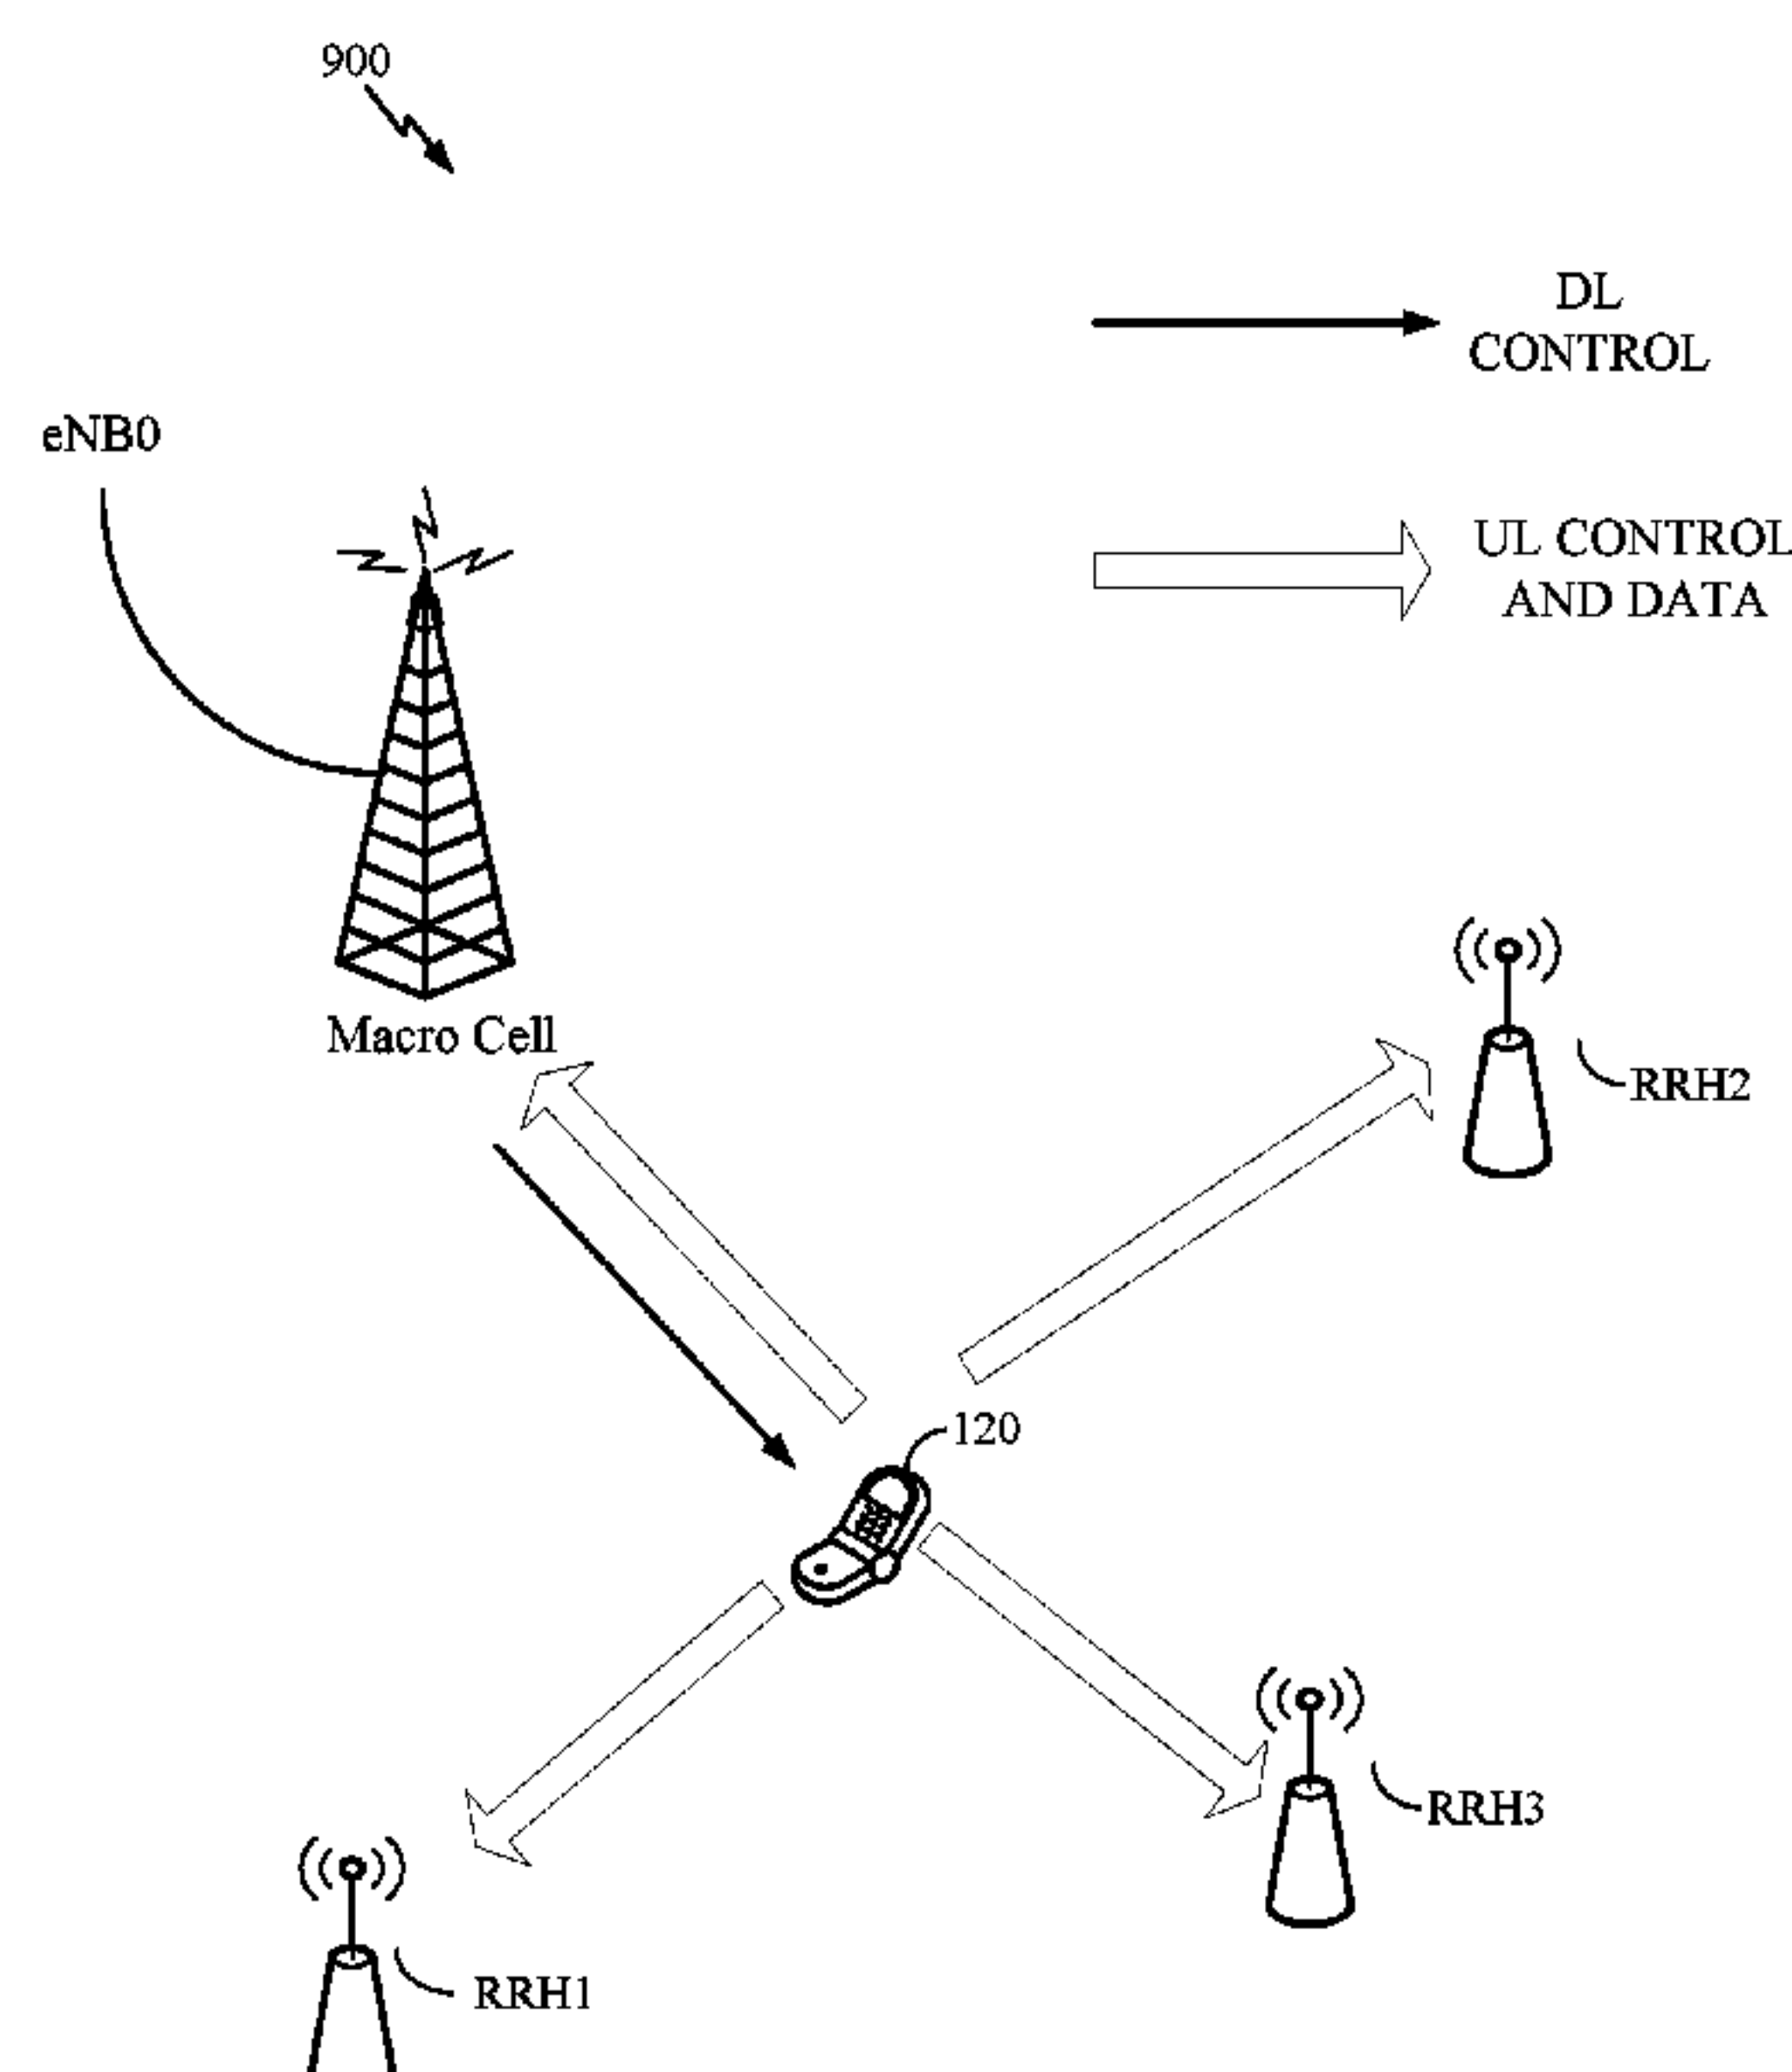 900
DL
CONTROL
eNB0
UL CONTROL
AND DATA
Macro Cell
RRH2
120
RRH3
RRH1